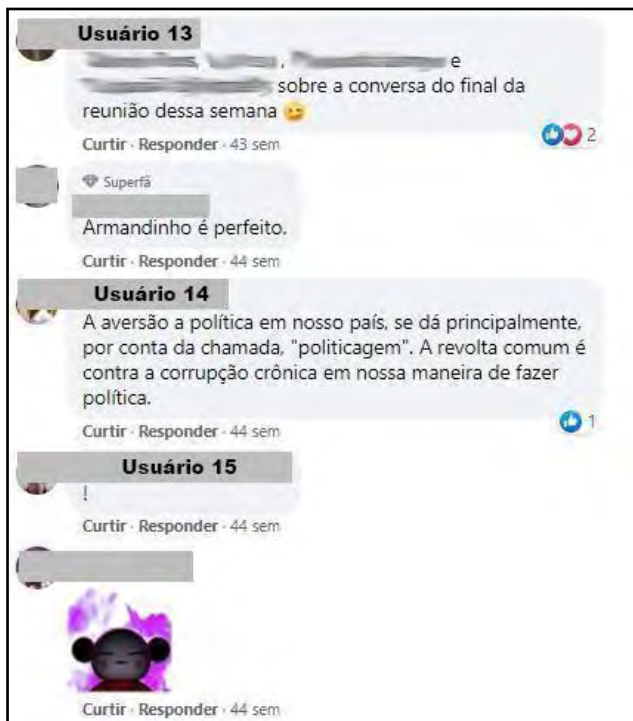 Usuário 13
, , e
sobre a conversa do final da
reunião dessa semana
Curtir · Responder · 43 sem
2
Superfã
Armandinho é perfeito.
Curtir · Responder · 44 sem
Usuário 14
A aversão a política em nosso país, se dá principalmente,
por conta da chamada, "politicagem". A revolta comum é
contra a corrupção crônica em nossa maneira de fazer
política.
Curtir · Responder · 44 sem
1
Usuário 15
!
Curtir · Responder · 44 sem
Curtir · Responder · 44 sem